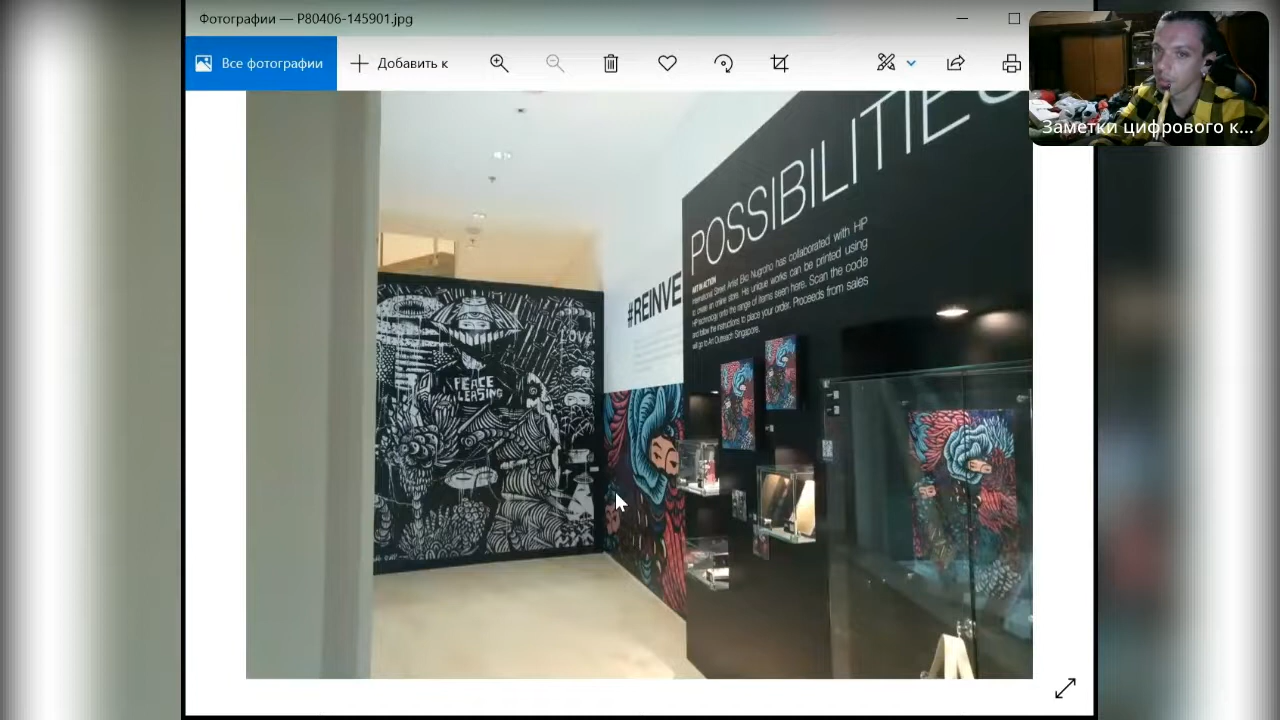 Фотографии — P80406-145901.jpg
Все фотографии
Добавить к
Заметки цифрового к...
POSSIBILITIE
#REINVE
ART IN ACTION
International Street Artist Eko Nugroho has collaborated with HP
to create an online store. His unique works can be printed using
HP technology onto the range of items seen here. Scan the code
and follow the instructions to place your order. Proceeds from sales
will go to Art Outreach Singapore.
LOVE
PEACE
LEASING